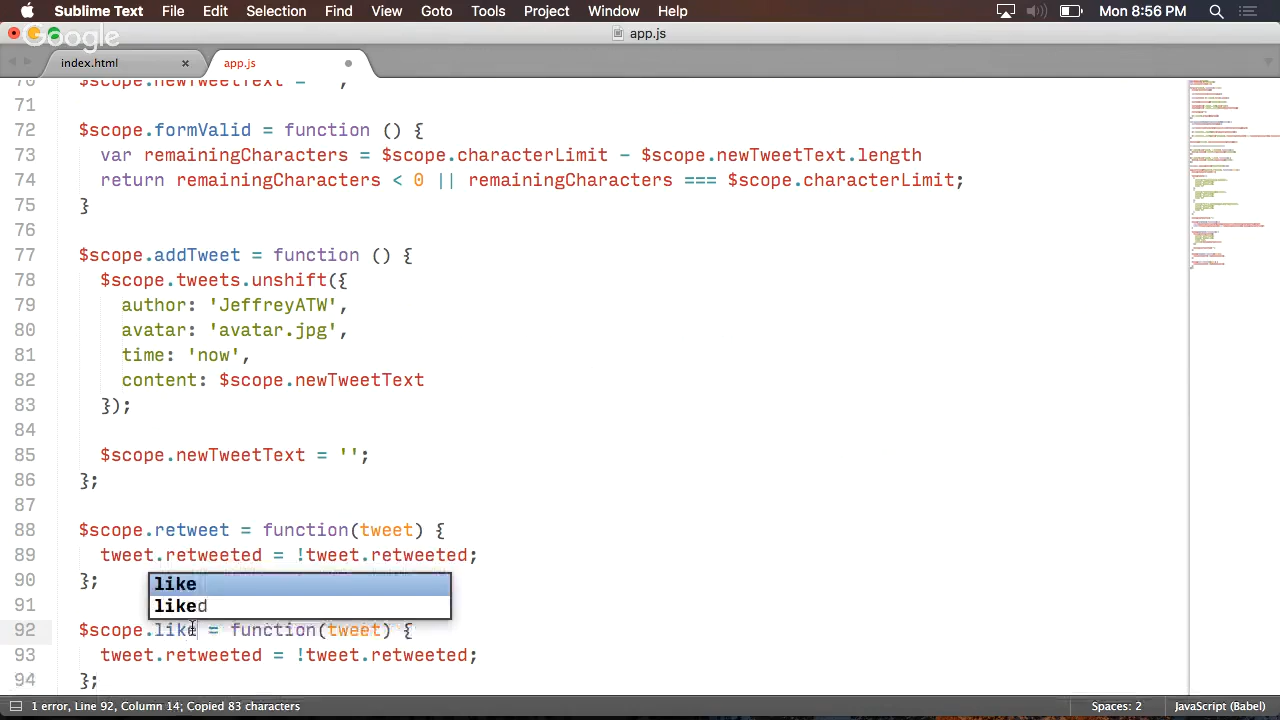 Sublime Text File Edit Selection Find View Goto Tools Project Window Help Mon 8:56 PM
Google
app.js
index.html × app.js
70 $scope.newTweetText = '';
71
72 $scope.formValid = function () {
73 var remainingCharacters = $scope.characterLimit - $scope.newTweetText.length
74 return remainingCharacters < 0 || remainingCharacters === $scope.characterLimit;
75 }
76
77 $scope.addTweet = function () {
78 $scope.tweets.unshift({
79 author: 'JeffreyATW',
80 avatar: 'avatar.jpg',
81 time: 'now',
82 content: $scope.newTweetText
83 });
84
85 $scope.newTweetText = '';
86 };
87
88 $scope.retweet = function(tweet) {
89 tweet.retweeted = !tweet.retweeted;
90 };
like
91
liked
92 $scope.like = function(tweet) {
93 tweet.retweeted = !tweet.retweeted;
94 };
1 error, Line 92, Column 14; Copied 83 characters Spaces: 2 JavaScript (Babel)